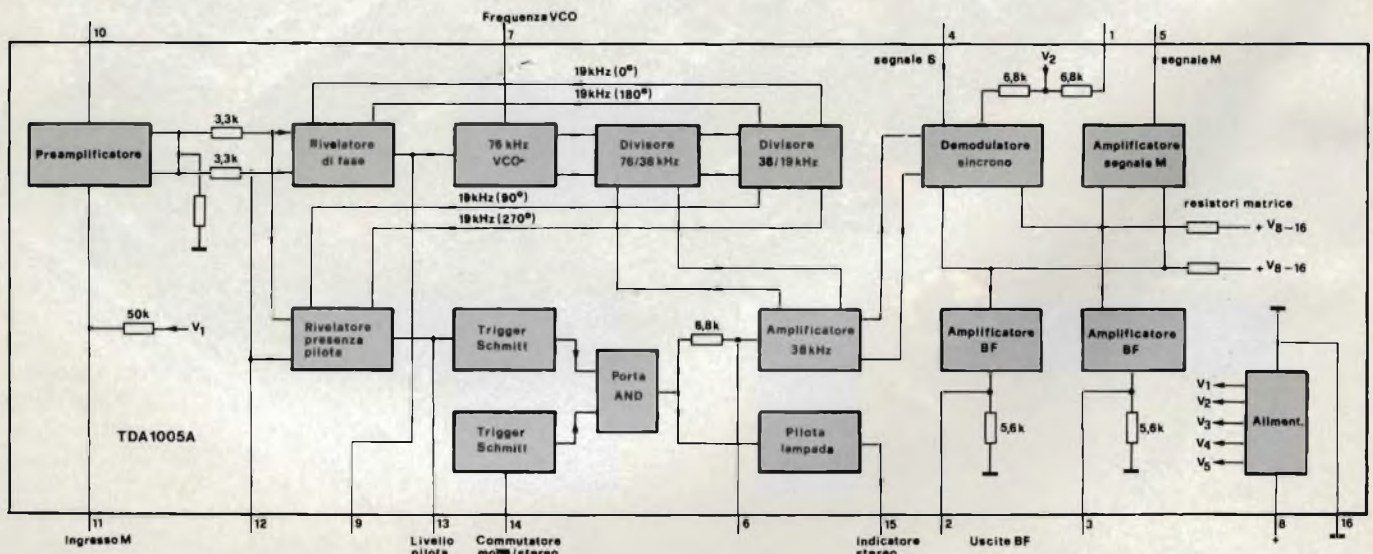 Frequenza VCO
10
7
4
1
5
segnale S
V2
segnale M
19kHz (0°)
6,8k
6,8k
19kHz (180°)
3,3k
Preamplificatore
Rivelatore
di fase
76 kHz
VCO
Divisore
76/38 kHz
Divisore
38/19 kHz
Demodulatore
sincrono
Amplificatore
segnale M
3,3k
19kHz (90°)
resistori matrice
19kHz (270°)
+ V8-16
+ V8-16
50k
V1
Rivelatore
presenza
pilota
Trigger
Schmitt
6,8k
Amplificatore
38kHz
Amplificatore
BF
Amplificatore
BF
Porta
AND
V1
V2
V3
V4
V5
Aliment.
TDA1005A
Trigger
Schmitt
Pilota
lampada
5,6k
5,6k
11
12
9
13
14
6
15
2
3
8
16
Ingresso M
Livello
pilota
Commutatore
mono/stereo
Indicatore
stereo
Uscite BF
+